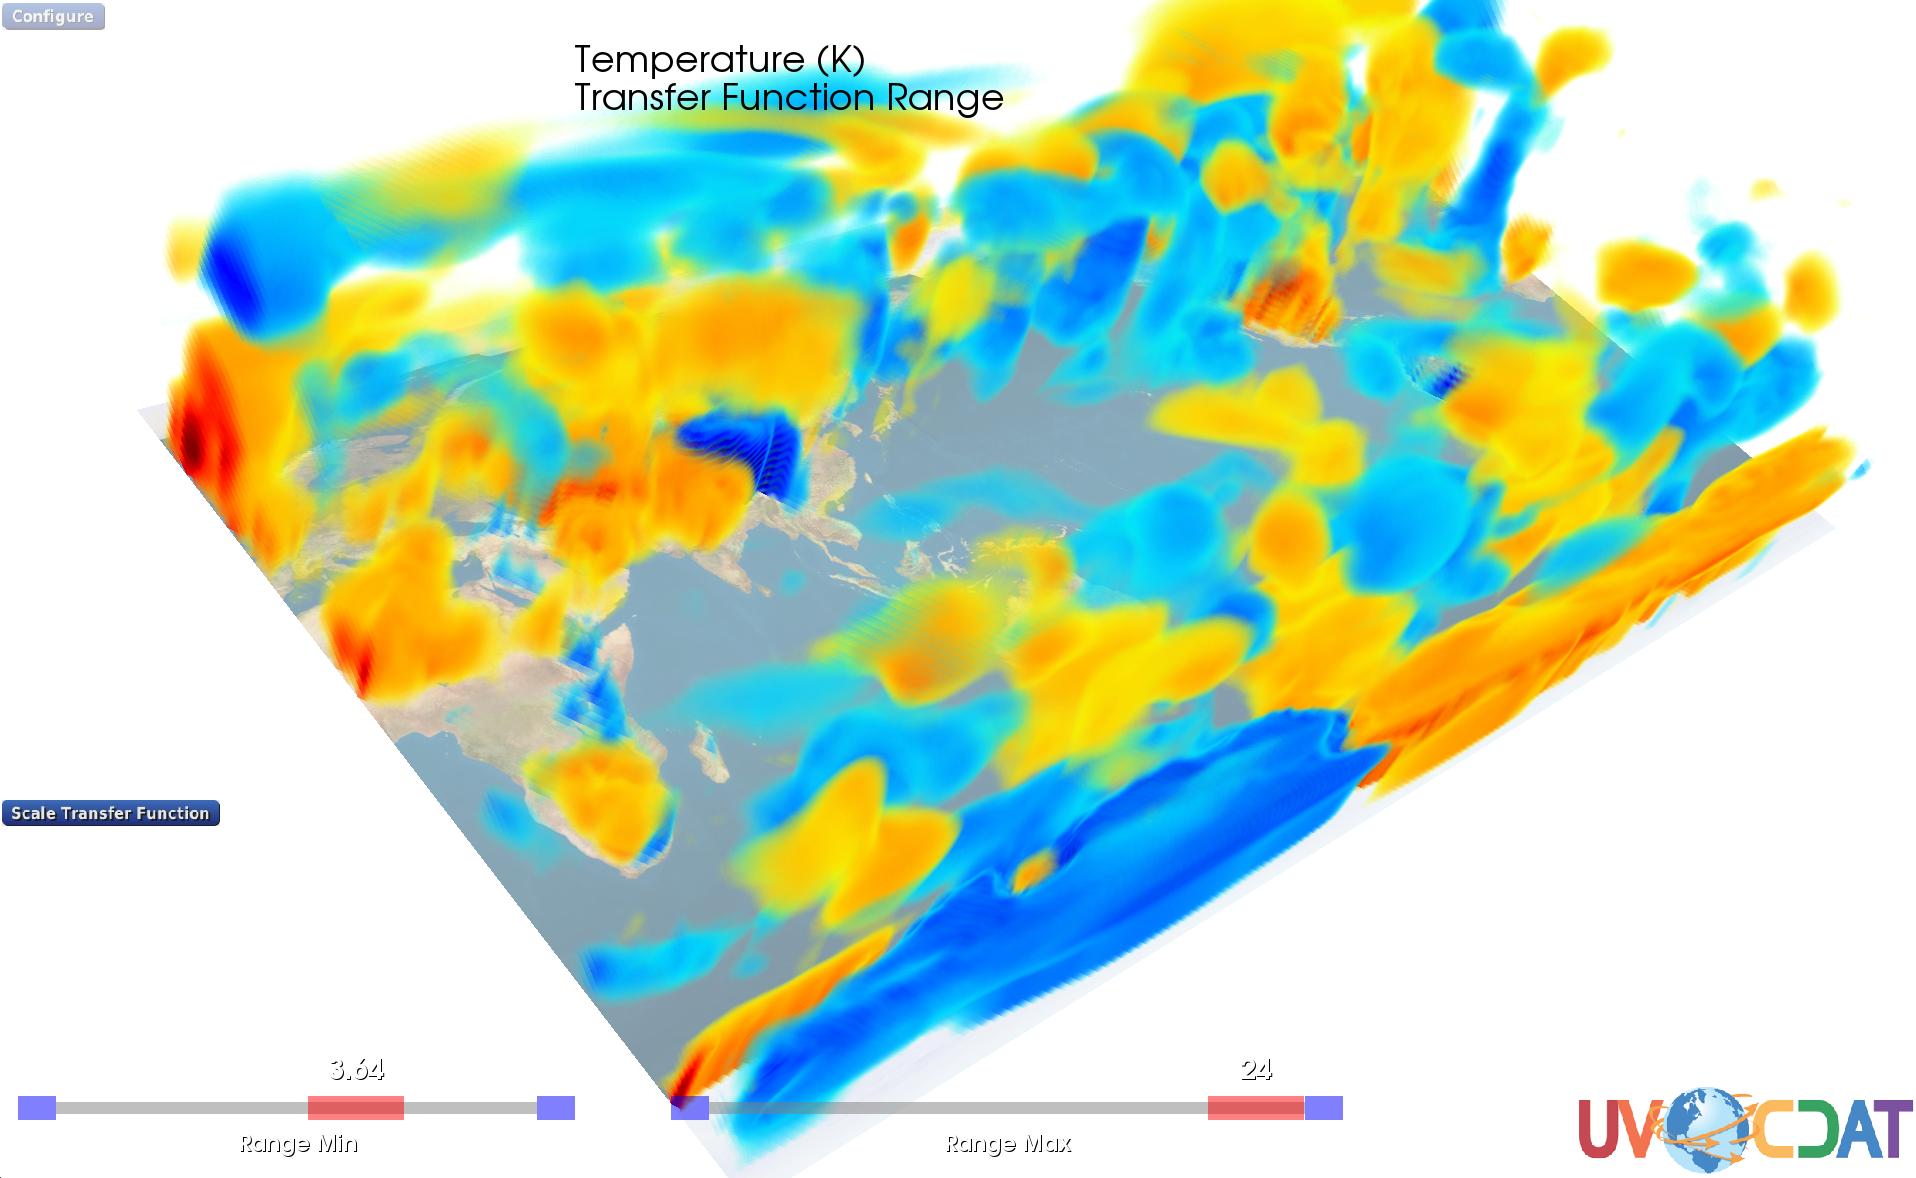 Configure
Temperature (K)
Transfer Function Range
Scale Transfer Function
3.64
24
Range Min
Range Max
UV CDAT